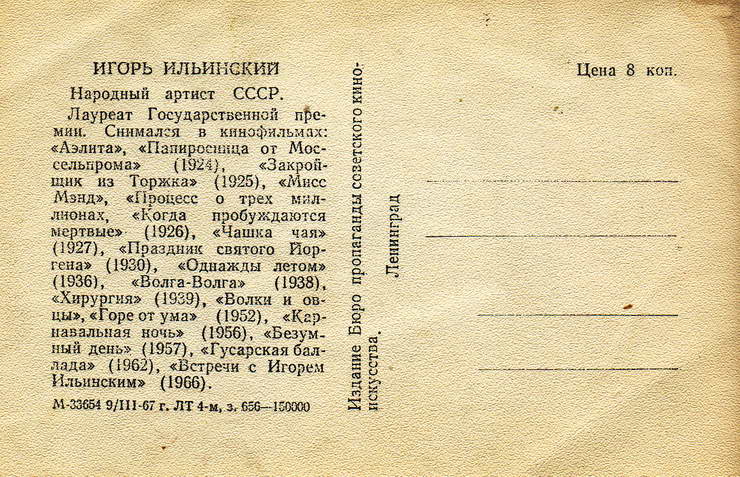 ИГОРЬ ИЛЬИНСКИЙ
Народный артист СССР.
Лауреат Государственной пре-
мии. Снимался в кинофильмах:
«Аэлита», «Папиросница от Мос-
сельпрома» (1924), «Закрой-
щик из Торжка» (1925), «Мисс
Мэнд», «Процесс о трех мил-
лионах, «Когда пробуждаются
мертвые» (1926), «Чашка чая»
(1927), «Праздник святого Йор-
гена» (1930), «Однажды летом»
(1936), «Волга-Волга» (1938),
«Хирургия» (1939), «Волки и ов-
цы», «Горе от ума» (1952), «Кар-
навальная ночь» (1956), «Безум-
ный день» (1957), «Гусарская бал-
лада» (1962), «Встречи с Игорем
Ильинским» (1966).
М-33654 9/III-67 г. ЛТ 4-м, з. 656—150000
Издание Бюро пропаганды советского кино-
искусства.
Ленинград
Цена 8 коп.